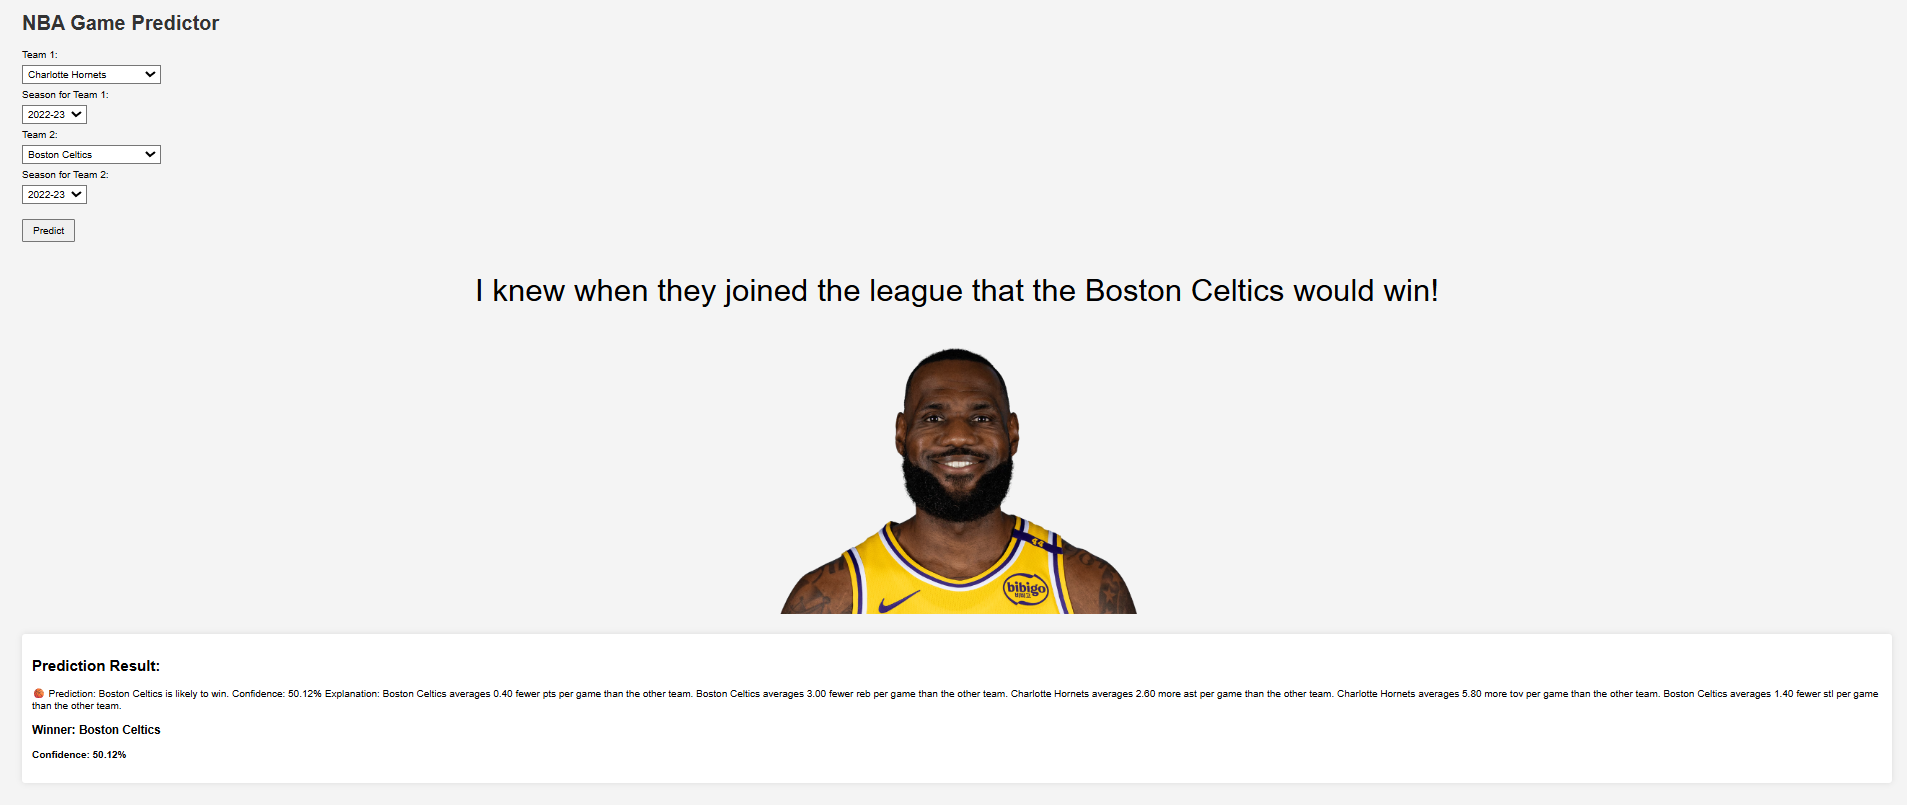 NBA Game Predictor
Team 1:
Charlotte Hornets
Season for Team 1:
2022-23
Team 2:
Boston Celtics
Season for Team 2:
2022-23
Predict
I knew when they joined the league that the Boston Celtics would win!
bibigo
Prediction Result:
🏀 Prediction: Boston Celtics is likely to win. Confidence: 50.12% Explanation: Boston Celtics averages 0.40 fewer pts per game than the other team. Boston Celtics averages 3.00 fewer reb per game than the other team. Charlotte Hornets averages 2.60 more ast per game than the other team. Charlotte Hornets averages 5.80 more tov per game than the other team. Boston Celtics averages 1.40 fewer stl per game
than the other team.
Winner: Boston Celtics
Confidence: 50.12%